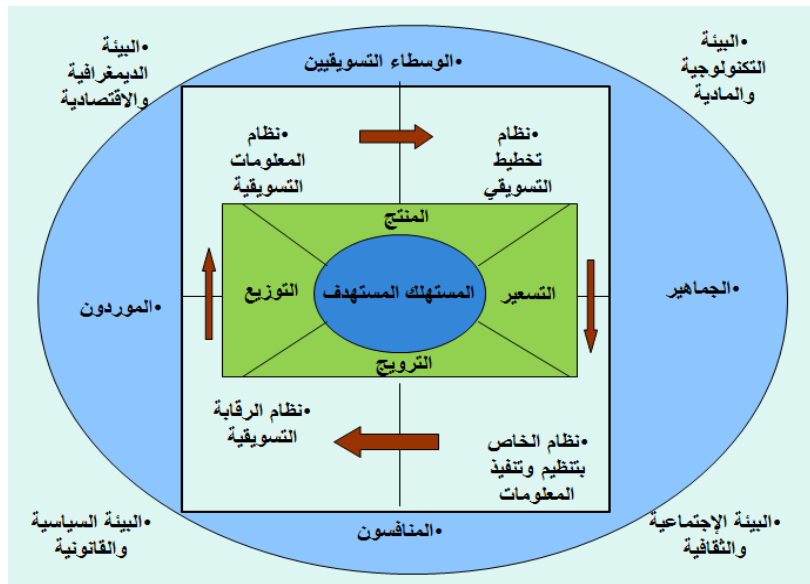 •البيئة
التكنولوجية
والمادية
•الوسطاء التسويقيين
•البيئة
الديمغرافية
والاقتصادية
•نظام
تخطيط
التسويقي
•نظام
المعلومات
التسويقية
المنتج
•الجماهير
التسعير
المستهلك المستهدف
التوزيع
•الموردون
الترويج
•نظام الخاص
بتنظيم وتنفيذ
المعلومات
•نظام الرقابة
التسويقية
•البيئة الإجتماعية
والثقافية
•المنافسون
•البيئة السياسية
والقانونية